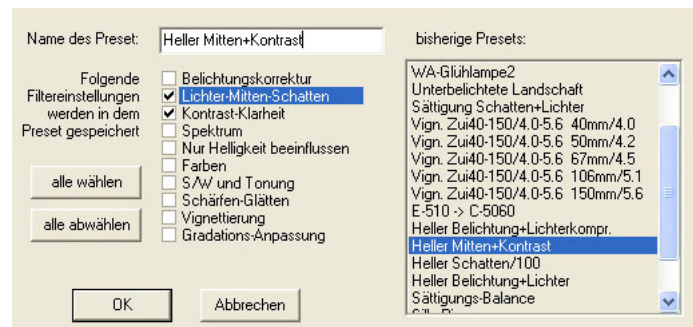 Name des Preset:
Heller Mitten+Kontrast
bisherige Presets:
Folgende
Filtereinstellungen
werden in dem
Preset gespeichert
Belichtungskorrektur
Lichter-Mitten-Schatten
Kontrast-Klarheit
Spektrum
Nur Helligkeit beeinflussen
Farben
S/W und Tonung
Schärfen-Glätten
Vignettierung
Gradations-Anpassung
alle wählen
alle abwählen
OK
Abbrechen
WA-Glühlampe2
Unterbelichtete Landschaft
Sättigung Schatten+Lichter
Vign. Zui40-150/4.0-5.6 40mm/4.0
Vign. Zui40-150/4.0-5.6 50mm/4.2
Vign. Zui40-150/4.0-5.6 67mm/4.5
Vign. Zui40-150/4.0-5.6 106mm/5.1
Vign. Zui40-150/4.0-5.6 150mm/5.6
E-510 -> C-5060
Heller Belichtung+Lichterkompr.
Heller Mitten+Kontrast
Heller Schatten/100
Heller Belichtung+Lichter
Sättigungs-Balance